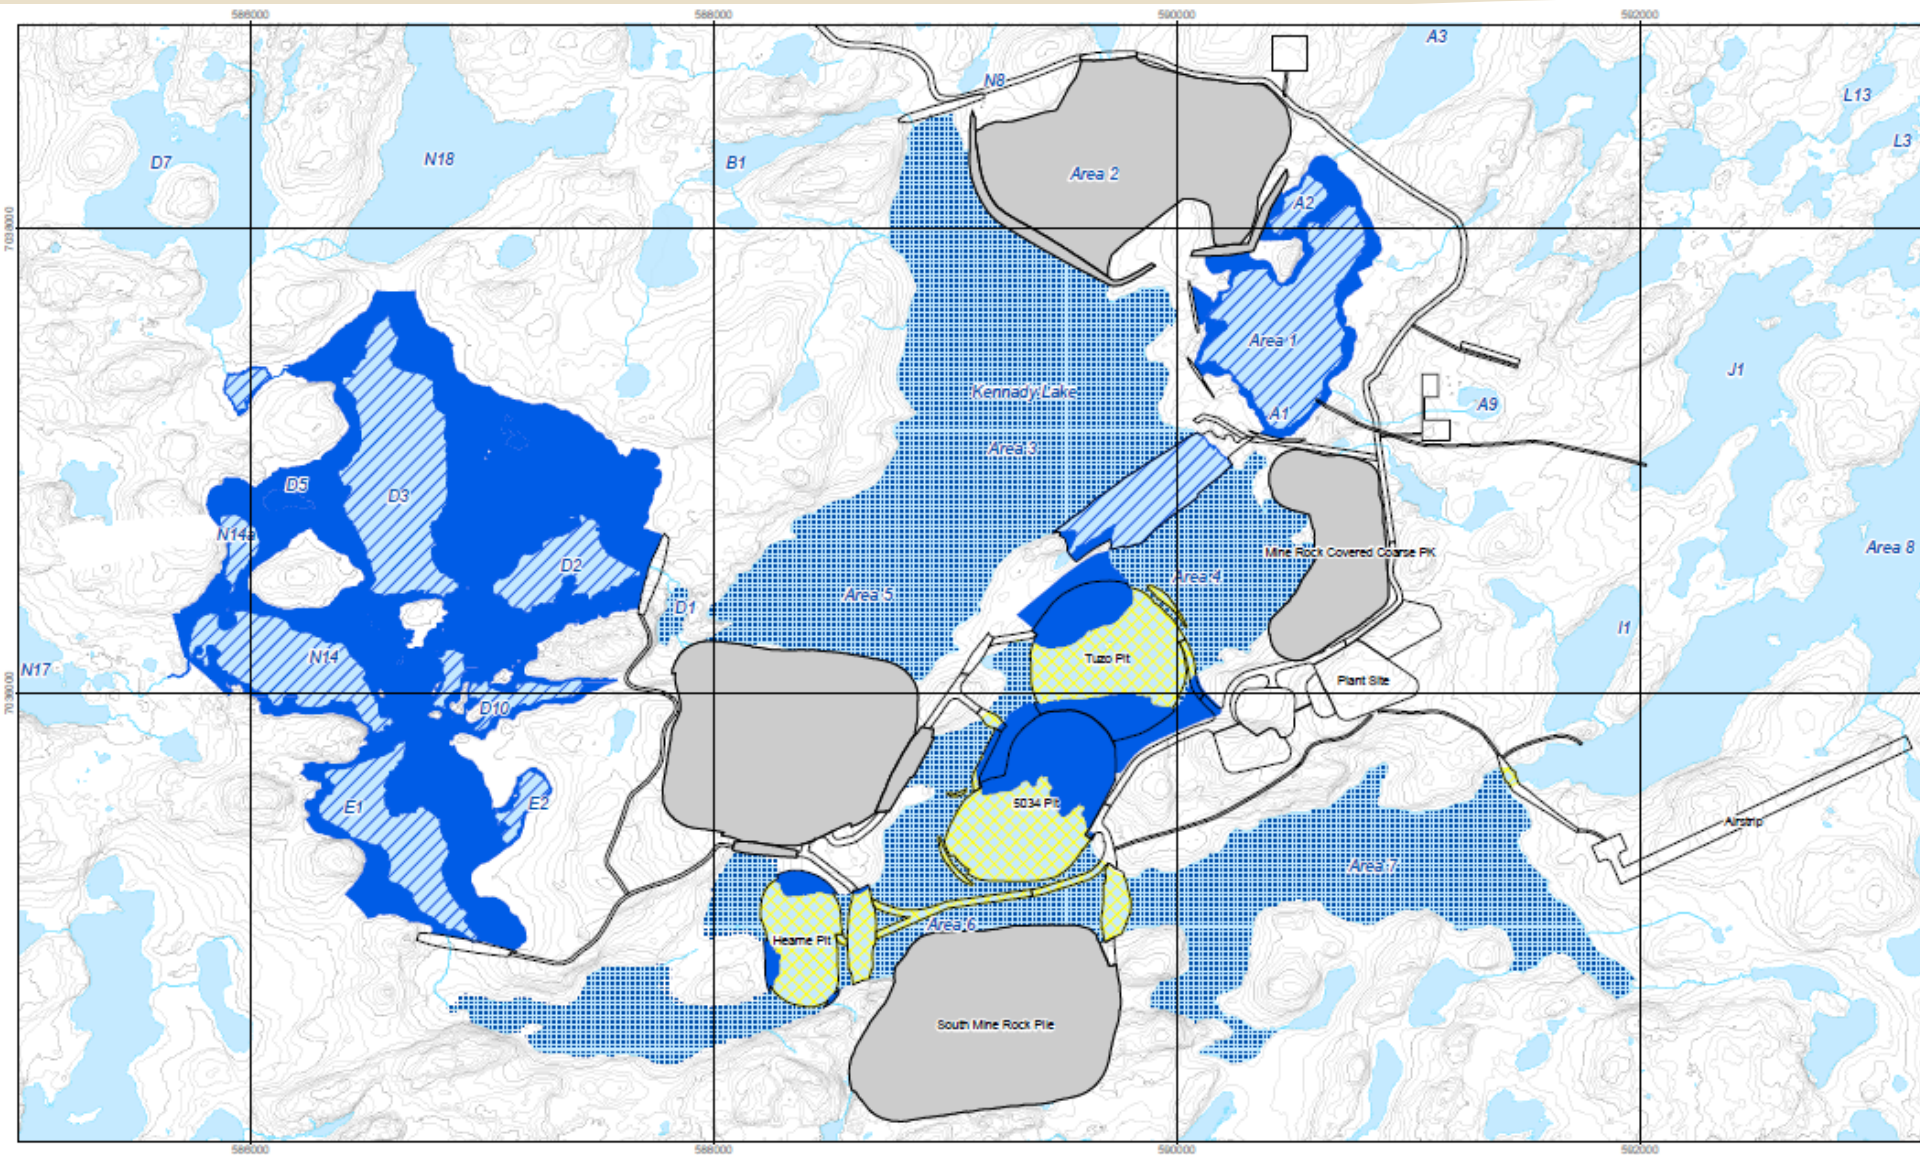 586000
588000
590000
592000
A3
N8
L13
L3
D7
N18
B1
Area 2
A2
7038000
Area 1
J1
Kennady Lake
A1
A9
Area 3
D5
D3
N14a
Mine Rock Covered Coarse PK
Area 8
D2
Area 4
Area 5
D1
I1
N14
Tuzo Pit
N17
Plant Site
7036000
D10
E1
E2
5034 Pit
Airstrip
Area 7
Area 6
Hearne Pit
South Mine Rock Pile
586000
588000
590000
592000